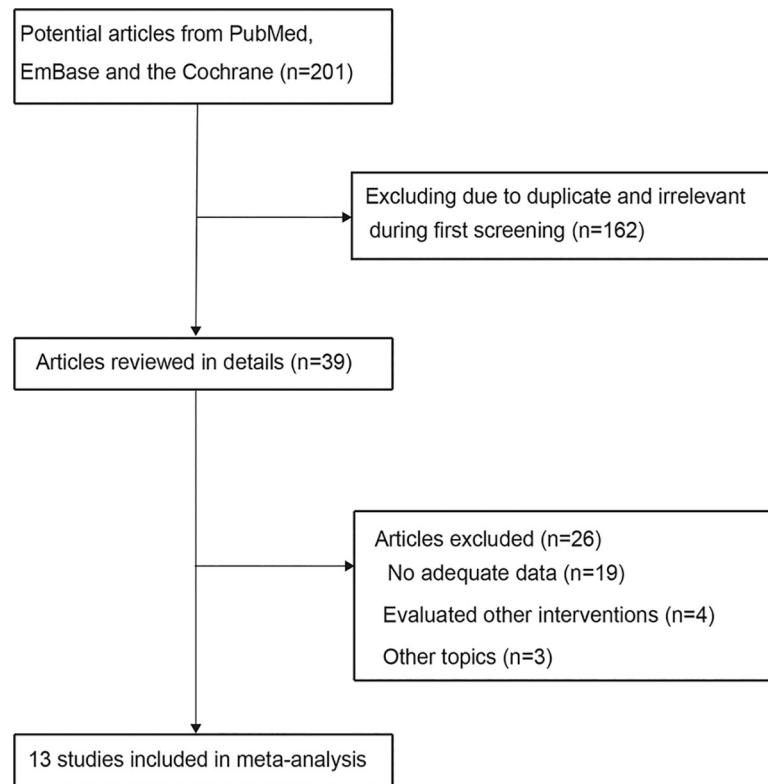 Potential articles from PubMed,
EmBase and the Cochrane (n=201)
Excluding due to duplicate and irrelevant
during first screening (n=162)
Articles reviewed in details (n=39)
Articles excluded (n=26)
No adequate data (n=19)
Evaluated other interventions (n=4)
Other topics (n=3)
13 studies included in meta-analysis